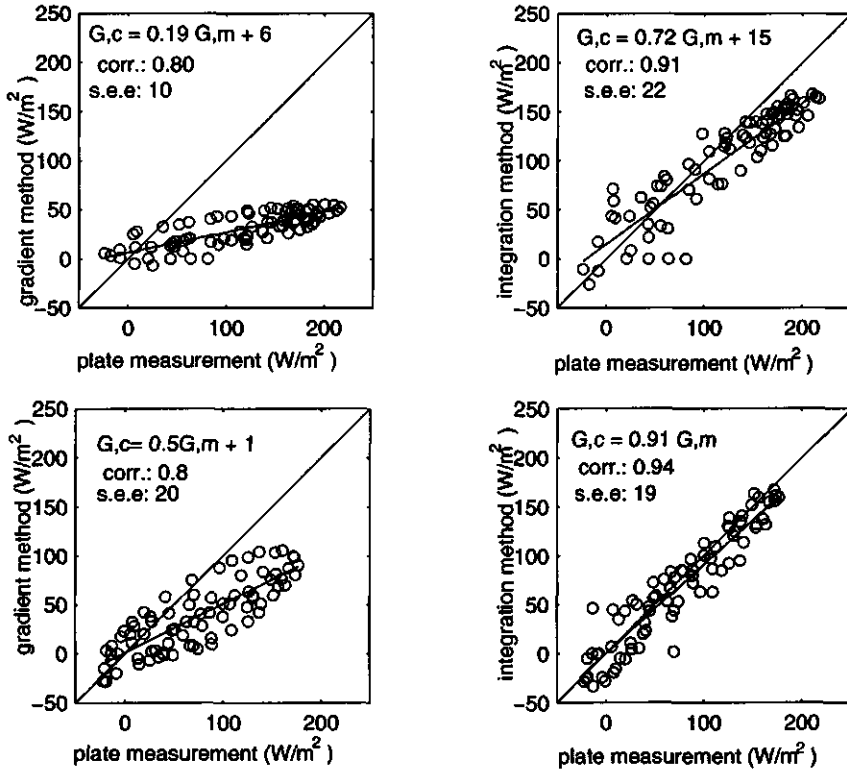 G,c = 0.19 G,m + 6
corr.: 0.80
s.e.e: 10
gradient method (W/m²)
250
200
150
100
50
0
−50
0
100
200
plate measurement (W/m²)
G,c = 0.72 G,m + 15
corr.: 0.91
s.e.e: 22
integration method (W/m²)
250
200
150
100
50
0
−50
0
100
200
plate measurement (W/m²)
G,c= 0.5G,m + 1
corr.: 0.8
s.e.e: 20
gradient method (W/m²)
250
200
150
100
50
0
−50
0
100
200
plate measurement (W/m²)
G,c = 0.91 G,m
corr.: 0.94
s.e.e: 19
integration method (W/m²)
250
200
150
100
50
0
−50
0
100
200
plate measurement (W/m²)